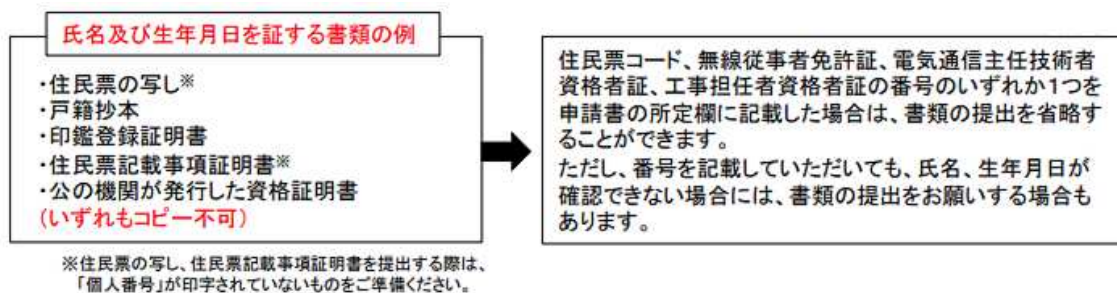 氏名及び生年月日を証する書類の例
・住民票の写し※
・戸籍抄本
・印鑑登録証明書
・住民票記載事項証明書※
・公の機関が発行した資格証明書
(いずれもコピー不可)
※住民票の写し、住民票記載事項証明書を提出する際は、
「個人番号」が印字されていないものをご準備ください。
住民票コード、無線従事者免許証、電気通信主任技術者
資格者証、工事担任者資格者証の番号のいずれか1つを
申請書の所定欄に記載した場合は、書類の提出を省略す
ることができます。
ただし、番号を記載していただいても、氏名、生年月日が
確認できない場合には、書類の提出をお願いする場合も
あります。